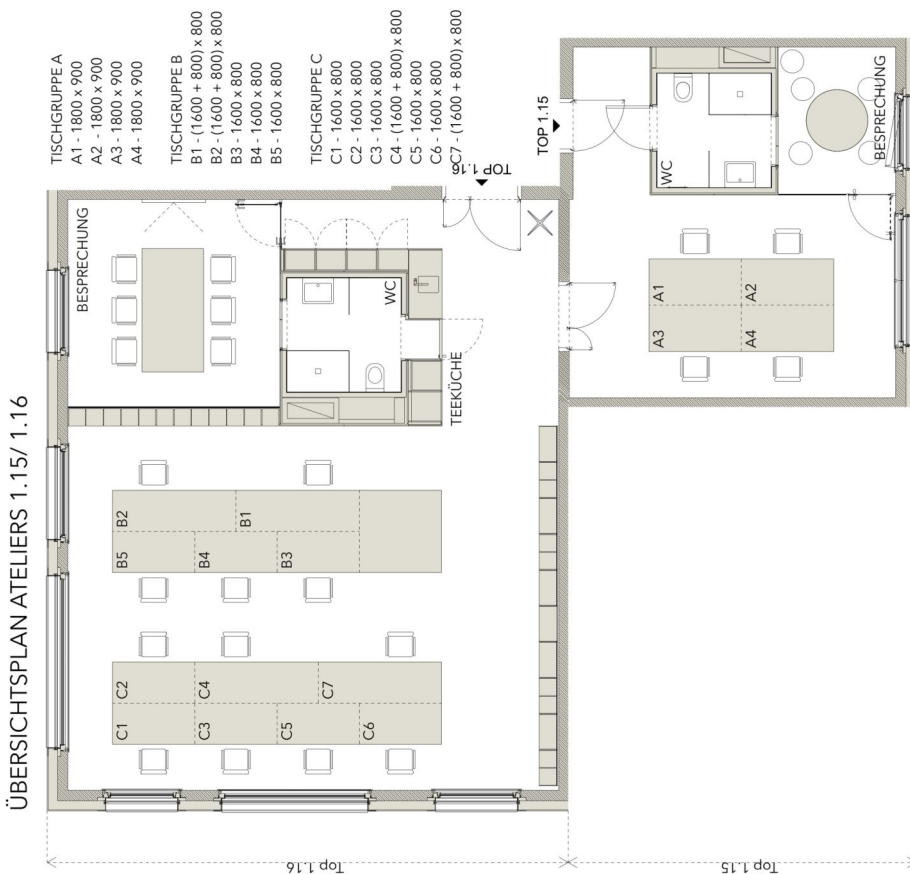 ÜBERSICHTSPLAN ATELIERS 1.15/ 1.16
TISCHGRUPPE A
A1 - 1800 x 900
A2 - 1800 x 900
A3 - 1800 x 900
A4 - 1800 x 900
TISCHGRUPPE B
B1 - (1600 + 800) x 800
B2 - (1600 + 800) x 800
B3 - 1600 x 800
B4 - 1600 x 800
B5 - 1600 x 800
TISCHGRUPPE C
C1 - 1600 x 800
C2 - 1600 x 800
C3 - 1600 x 800
C4 - (1600 + 800) x 800
C5 - 1600 x 800
C6 - 1600 x 800
C7 - (1600 + 800) x 800
BESPRECHUNG
WC
TEEKÜCHE
TOP 1.16
TOP 1.15
WC
BESPRECHUNG
B5
B2
B4
B1
B3
C1
C2
C3
C4
C5
C7
C6
A3
A1
A4
A2
Top 1.16
Top 1.15